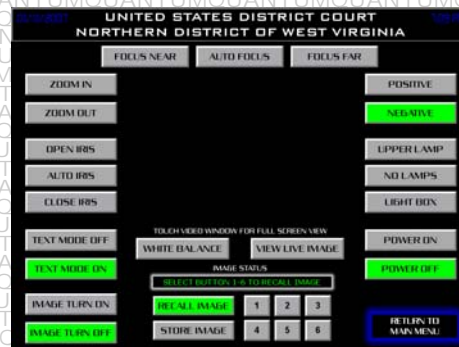 UNITED STATES DISTRICT COURT
NORTHERN DISTRICT OF WEST VIRGINIA
FOCUS NEAR
AUTO FOCUS
FOCUS FAR
ZOOM IN
ZOOM OUT
OPEN IRIS
AUTO IRIS
CLOSE IRIS
TEXT MODE OFF
TEXT MODE ON
IMAGE TURN ON
IMAGE TURN OFF
POSITIVE
NEGATIVE
UPPER LAMP
NO LAMPS
LIGHT BOX
POWER ON
POWER OFF
TOUCH VIDEO WINDOW FOR FULL SCREEN VIEW
WHITE BALANCE
VIEW LIVE IMAGE
IMAGE STATUS
SELECT BUTTON 1-6 TO RECALL IMAGE
RECALL IMAGE
1
2
3
STORE IMAGE
4
5
6
RETURN TO
MAIN MENU